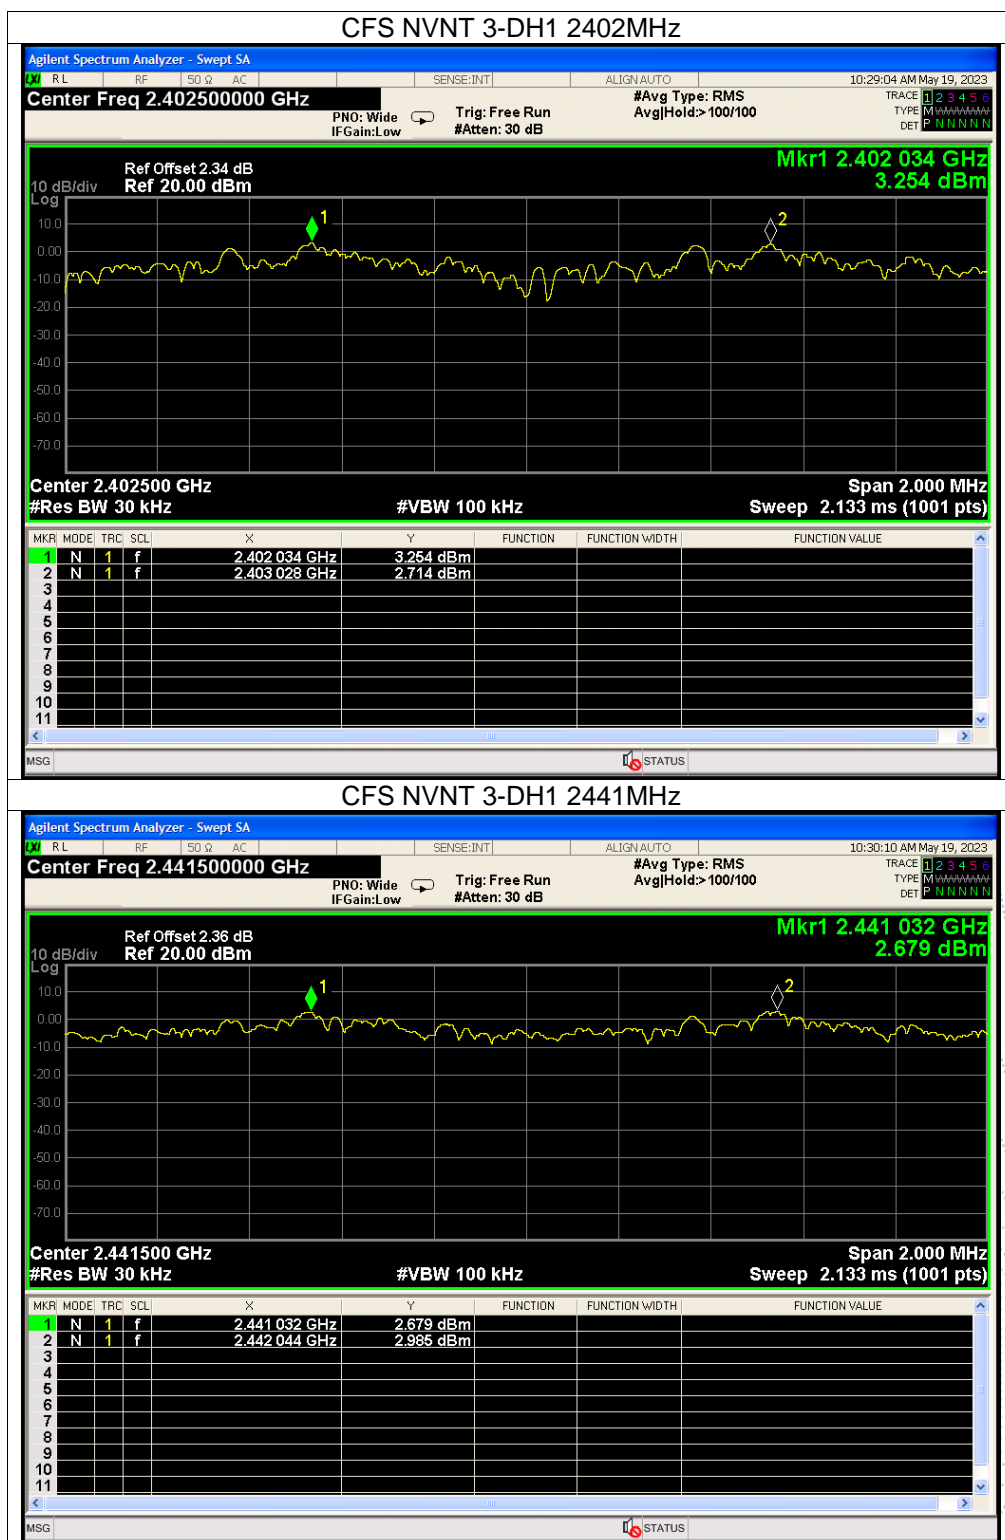 CFS NVNT 3-DH1 2402MHz
Agilent Spectrum Analyzer - Swept SA
LXI RL RF 50 Ω AC SENSE:INT ALIGNAUTO 10:29:04 AM May 19, 2023
Center Freq 2.402500000 GHz #Avg Type: RMS TRACE 1 2 3 4 5 6
PNO: Wide Trig: Free Run Avg|Hold:> 100/100 TYPE M
IFGain:Low #Atten: 30 dB DET P N N N N N
Mkr1 2.402 034 GHz
Ref Offset 2.34 dB
10 dB/div Ref 20.00 dBm 3.254 dBm
Log
10.0
0.00
-10.0
-20.0
-30.0
-40.0
-50.0
-60.0
-70.0
1
2
Center 2.402500 GHz Span 2.000 MHz
#Res BW 30 kHz #VBW 100 kHz Sweep 2.133 ms (1001 pts)
MKR MODE TRC SCL X Y FUNCTION FUNCTION WIDTH FUNCTION VALUE
1 N 1 f 2.402 034 GHz 3.254 dBm
2 N 1 f 2.403 028 GHz 2.714 dBm
3
4
5
6
7
8
9
10
11
MSG STATUS
CFS NVNT 3-DH1 2441MHz
Agilent Spectrum Analyzer - Swept SA
LXI RL RF 50 Ω AC SENSE:INT ALIGNAUTO 10:30:10 AM May 19, 2023
Center Freq 2.441500000 GHz #Avg Type: RMS TRACE 1 2 3 4 5 6
PNO: Wide Trig: Free Run Avg|Hold:> 100/100 TYPE M
IFGain:Low #Atten: 30 dB DET P N N N N N
Mkr1 2.441 032 GHz
Ref Offset 2.36 dB
10 dB/div Ref 20.00 dBm 2.679 dBm
Log
10.0
0.00
-10.0
-20.0
-30.0
-40.0
-50.0
-60.0
-70.0
1
2
Center 2.441500 GHz Span 2.000 MHz
#Res BW 30 kHz #VBW 100 kHz Sweep 2.133 ms (1001 pts)
MKR MODE TRC SCL X Y FUNCTION FUNCTION WIDTH FUNCTION VALUE
1 N 1 f 2.441 032 GHz 2.679 dBm
2 N 1 f 2.442 044 GHz 2.985 dBm
3
4
5
6
7
8
9
10
11
MSG STATUS